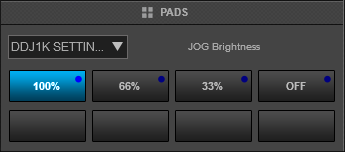 PADS
DDJ1K SETTIN...
JOG Brightness
100%
66%
33%
OFF